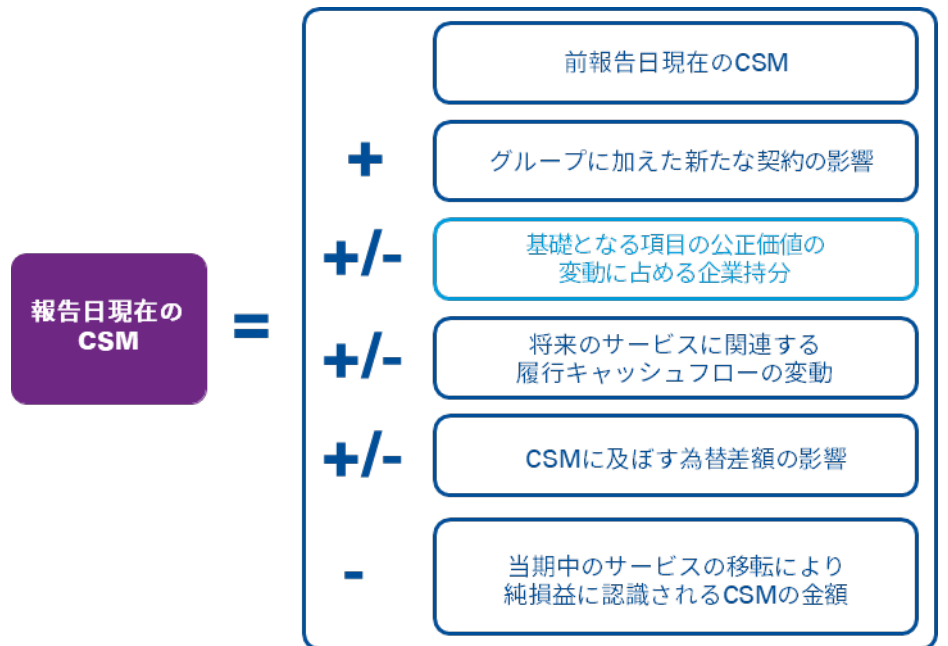 前報告日現在のCSM
+
グループに加えた新たな契約の影響
+/-
基礎となる項目の公正価値の
変動に占める企業持分
報告日現在の
CSM
=
+/-
将来のサービスに関連する
履行キャッシュフローの変動
+/-
CSMに及ぼす為替差額の影響
-
当期中のサービスの移転により
純損益に認識されるCSMの金額